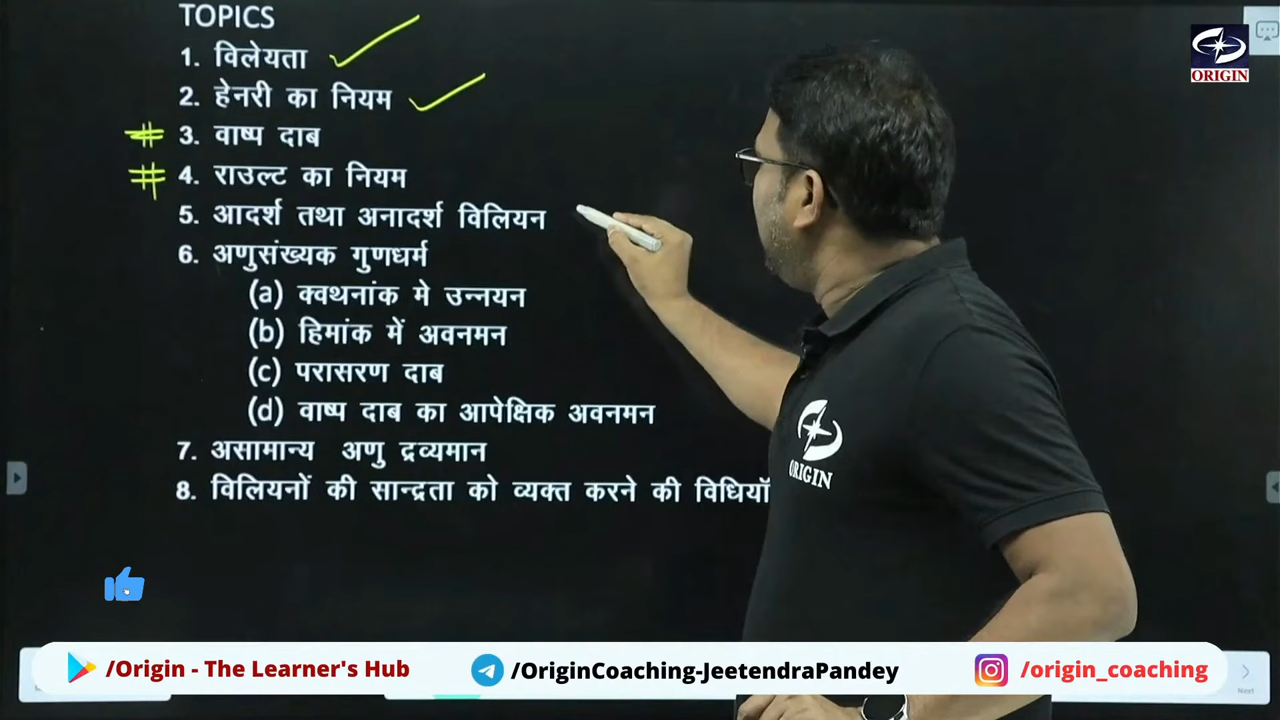 TOPICS
1. विलेयता
2. हेनरी का नियम
# 3. वाष्प दाब
# 4. राउल्ट का नियम
5. आदर्श तथा अनादर्श विलियन
6. अणुसंख्यक गुणधर्म
(a) क्वथनांक मे उन्नयन
(b) हिमांक में अवनमन
(c) परासरण दाब
(d) वाष्प दाब का आपेक्षिक अवनमन
7. असामान्य अणु द्रव्यमान
8. विलियनों की सान्द्रता को व्यक्त करने की विधियॉ
ORIGIN
ORIGIN
/Origin - The Learner's Hub
/OriginCoaching-JeetendraPandey
/origin_coaching
Next